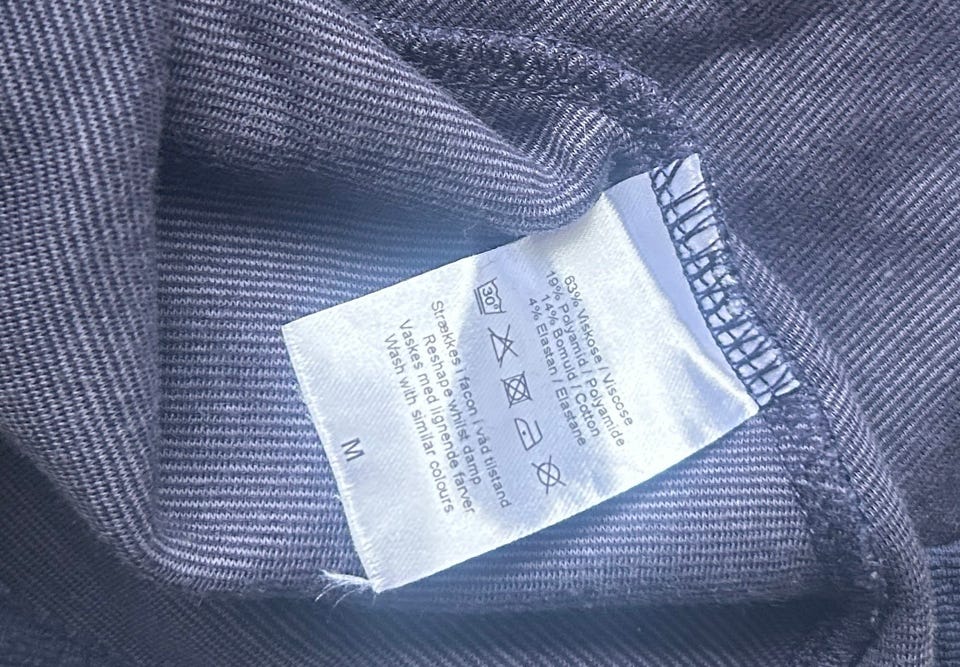 63% Viskose / Viscose
19% Polyamid / Polyamide
14% Bomuld / Cotton
4% Elastan / Elastane
30°
Strækkes i facon i våd tilstand
Reshape whilst damp
Vaskes med lignende farver
Wash with similar colours
M